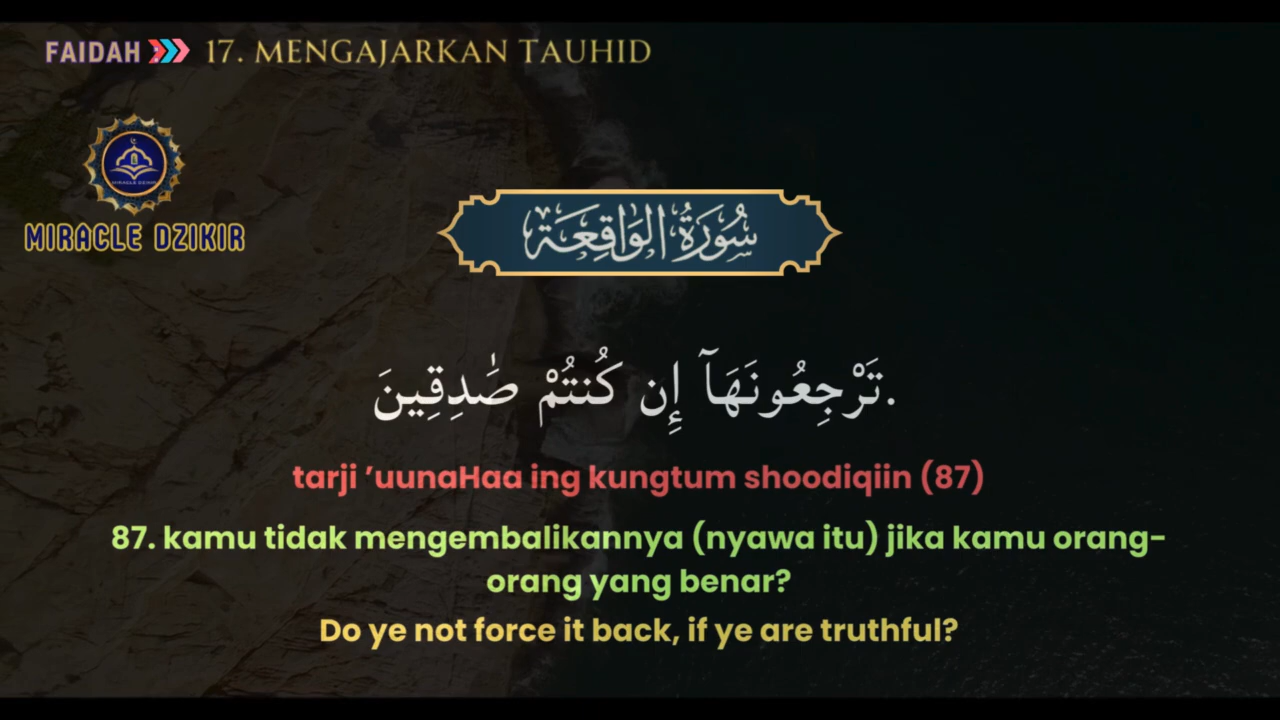 FAIDAH 17. MENGAJARKAN TAUHID
MIRACLE DZIKIR
MIRACLE DZIKIR
سُورَةُ الوَاقِعَة
تَرْجِعُونَهَآ إِن كُنتُمْ صَٰدِقِينَ.
tarji ’uunaHaa ing kungtum shoodiqiin (87)
87. kamu tidak mengembalikannya (nyawa itu) jika kamu orang-
orang yang benar?
Do ye not force it back, if ye are truthful?